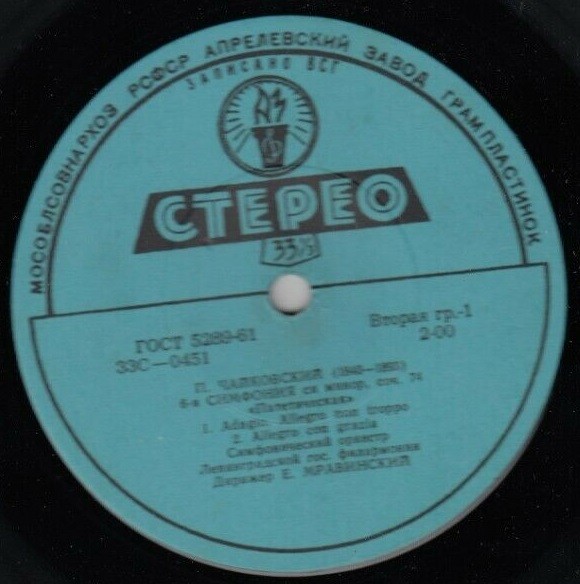 МОСОБЛСОВНАРХОЗ РСФСР АПРЕЛЕВСКИЙ ЗАВОД ГРАМПЛАСТИНОК
ЗАПИСАНО ВСГ
АЗ
СТЕРЕО
33⅓
ГОСТ 5289-61
Вторая гр.-1
33С—0451
2-00
П. ЧАЙКОВСКИЙ (1840—1893)
6-я СИМФОНИЯ си минор, соч. 74
«Патетическая»
1. Adagio. Allegro non troppo
2. Allegro con grazia
Симфонический оркестр
Ленинградской гос. филармонии
Дирижер Е. МРАВИНСКИЙ